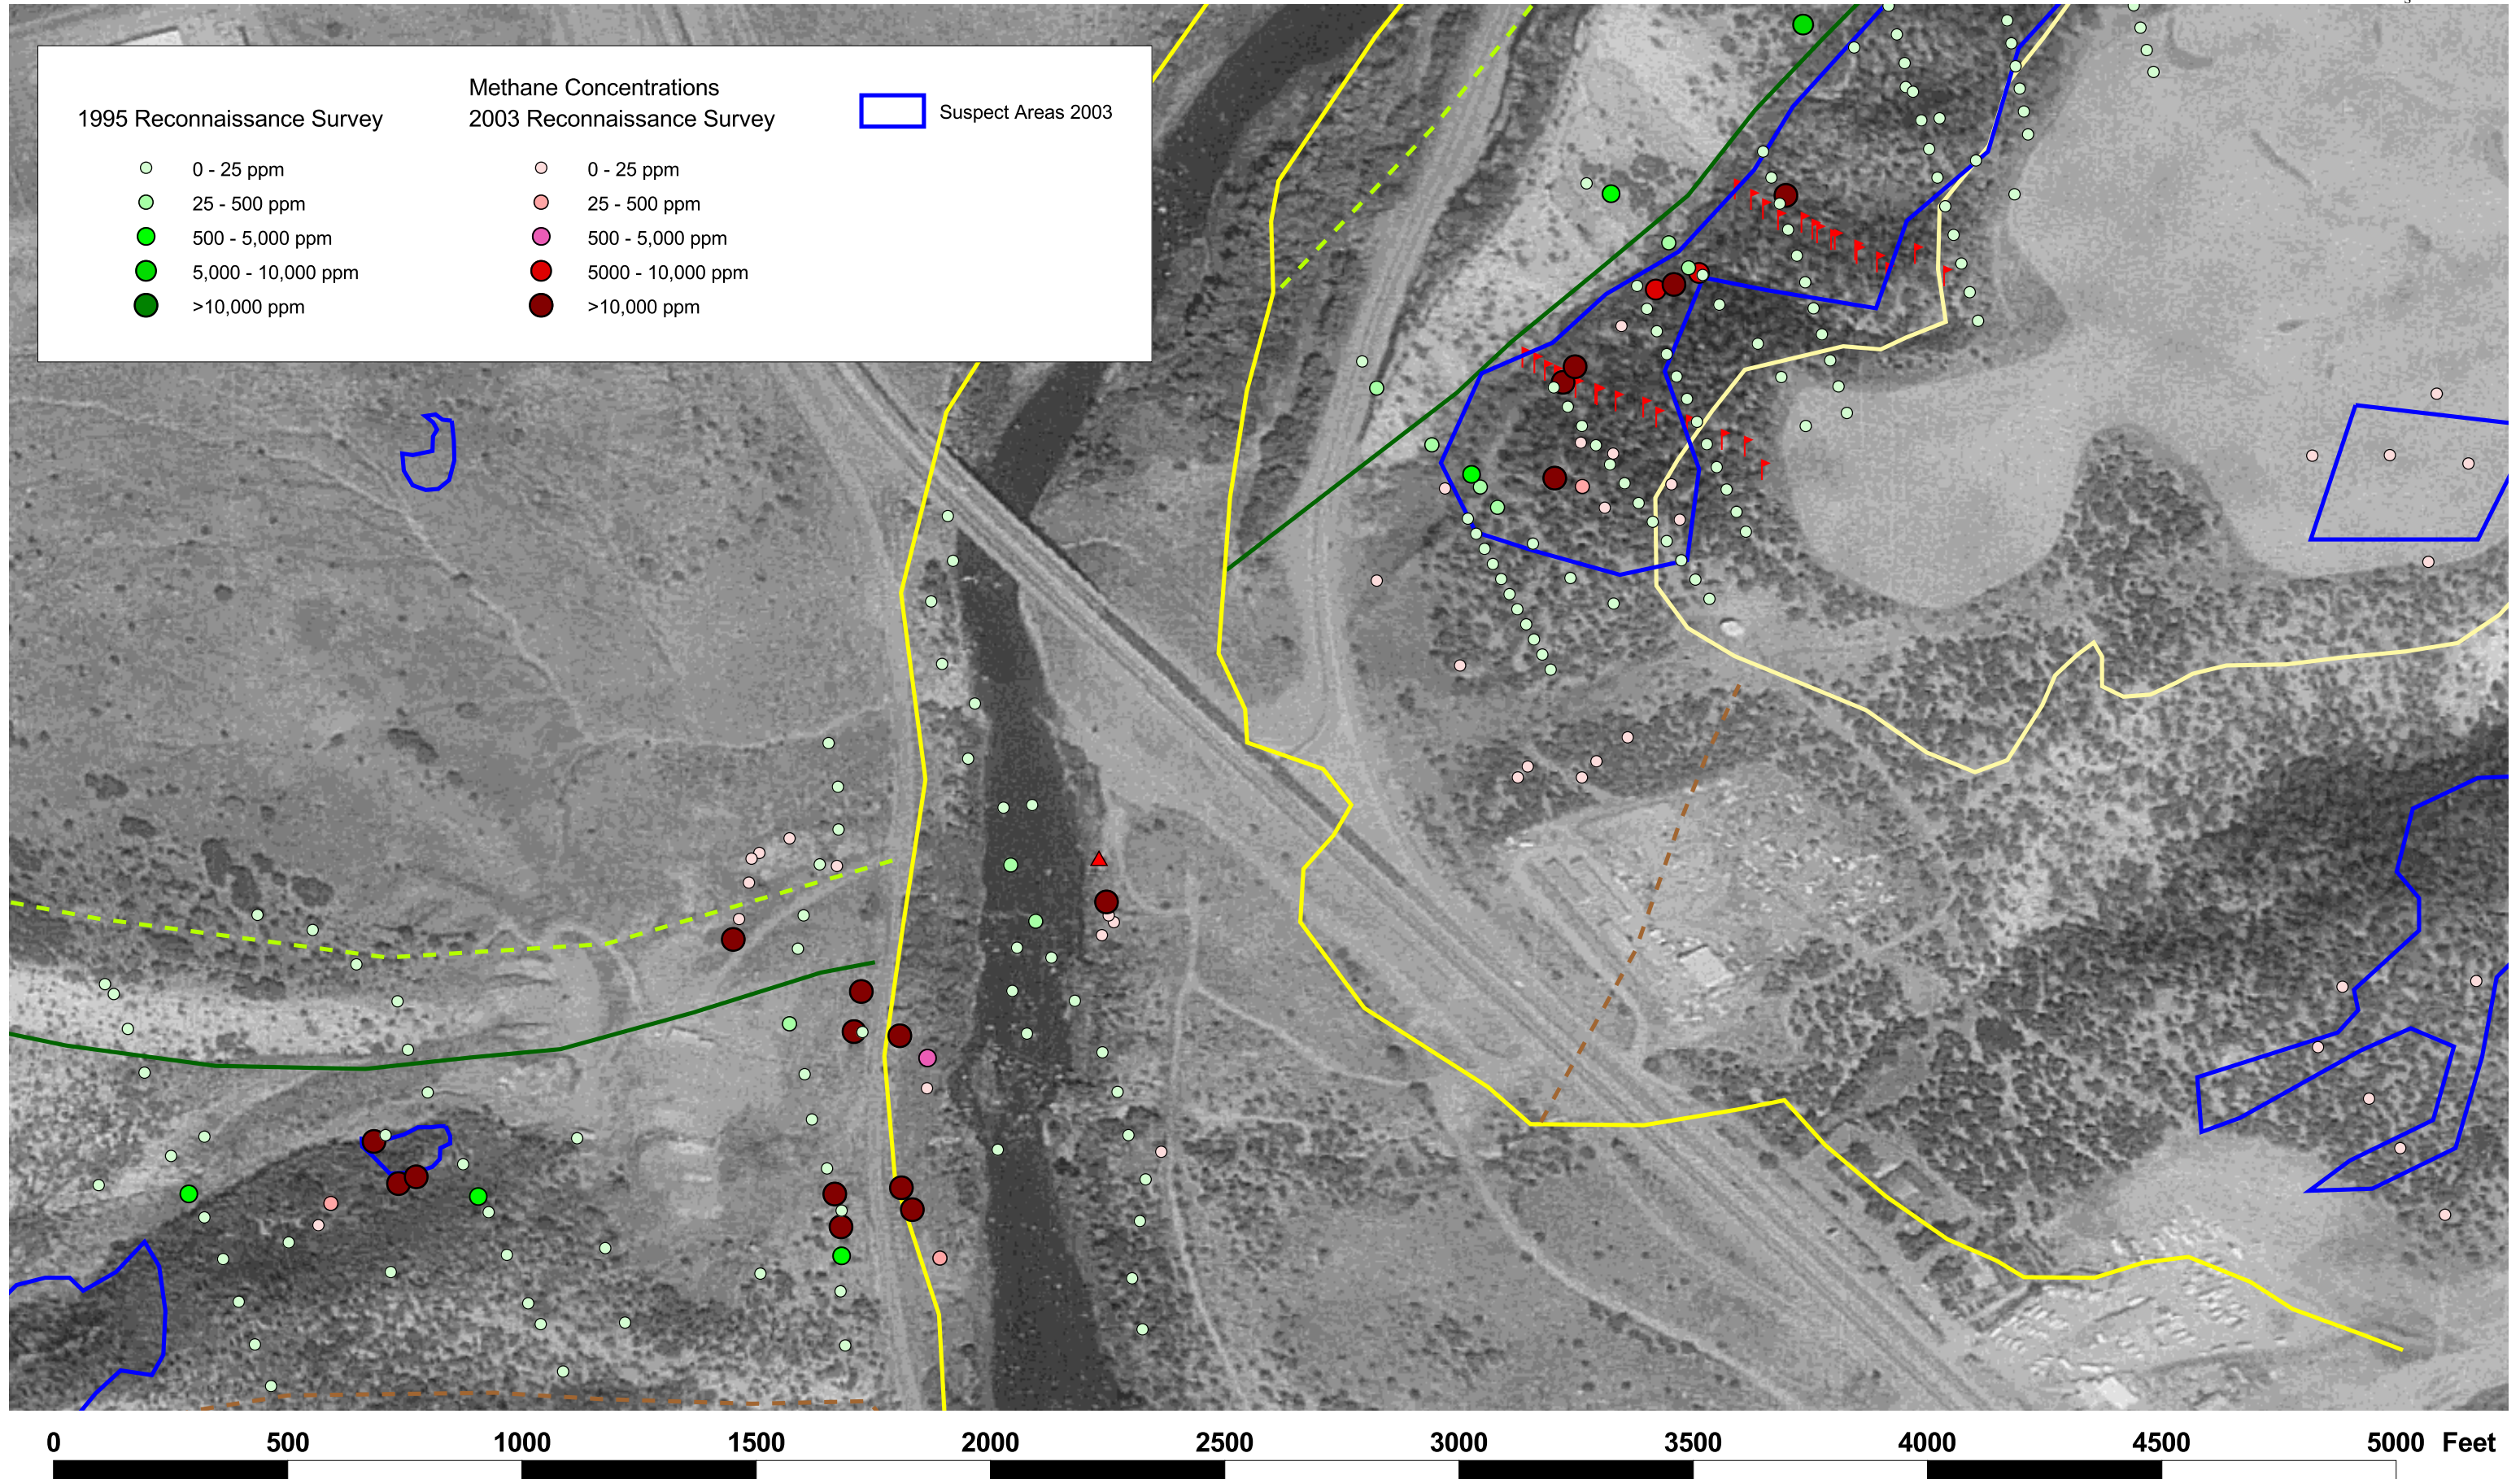 Methane Concentrations
1995 Reconnaissance Survey
2003 Reconnaissance Survey
Suspect Areas 2003
0 - 25 ppm
0 - 25 ppm
25 - 500 ppm
25 - 500 ppm
500 - 5,000 ppm
500 - 5,000 ppm
5,000 - 10,000 ppm
5000 - 10,000 ppm
>10,000 ppm
>10,000 ppm
0 500 1000 1500 2000 2500 3000 3500 4000 4500 5000 Feet